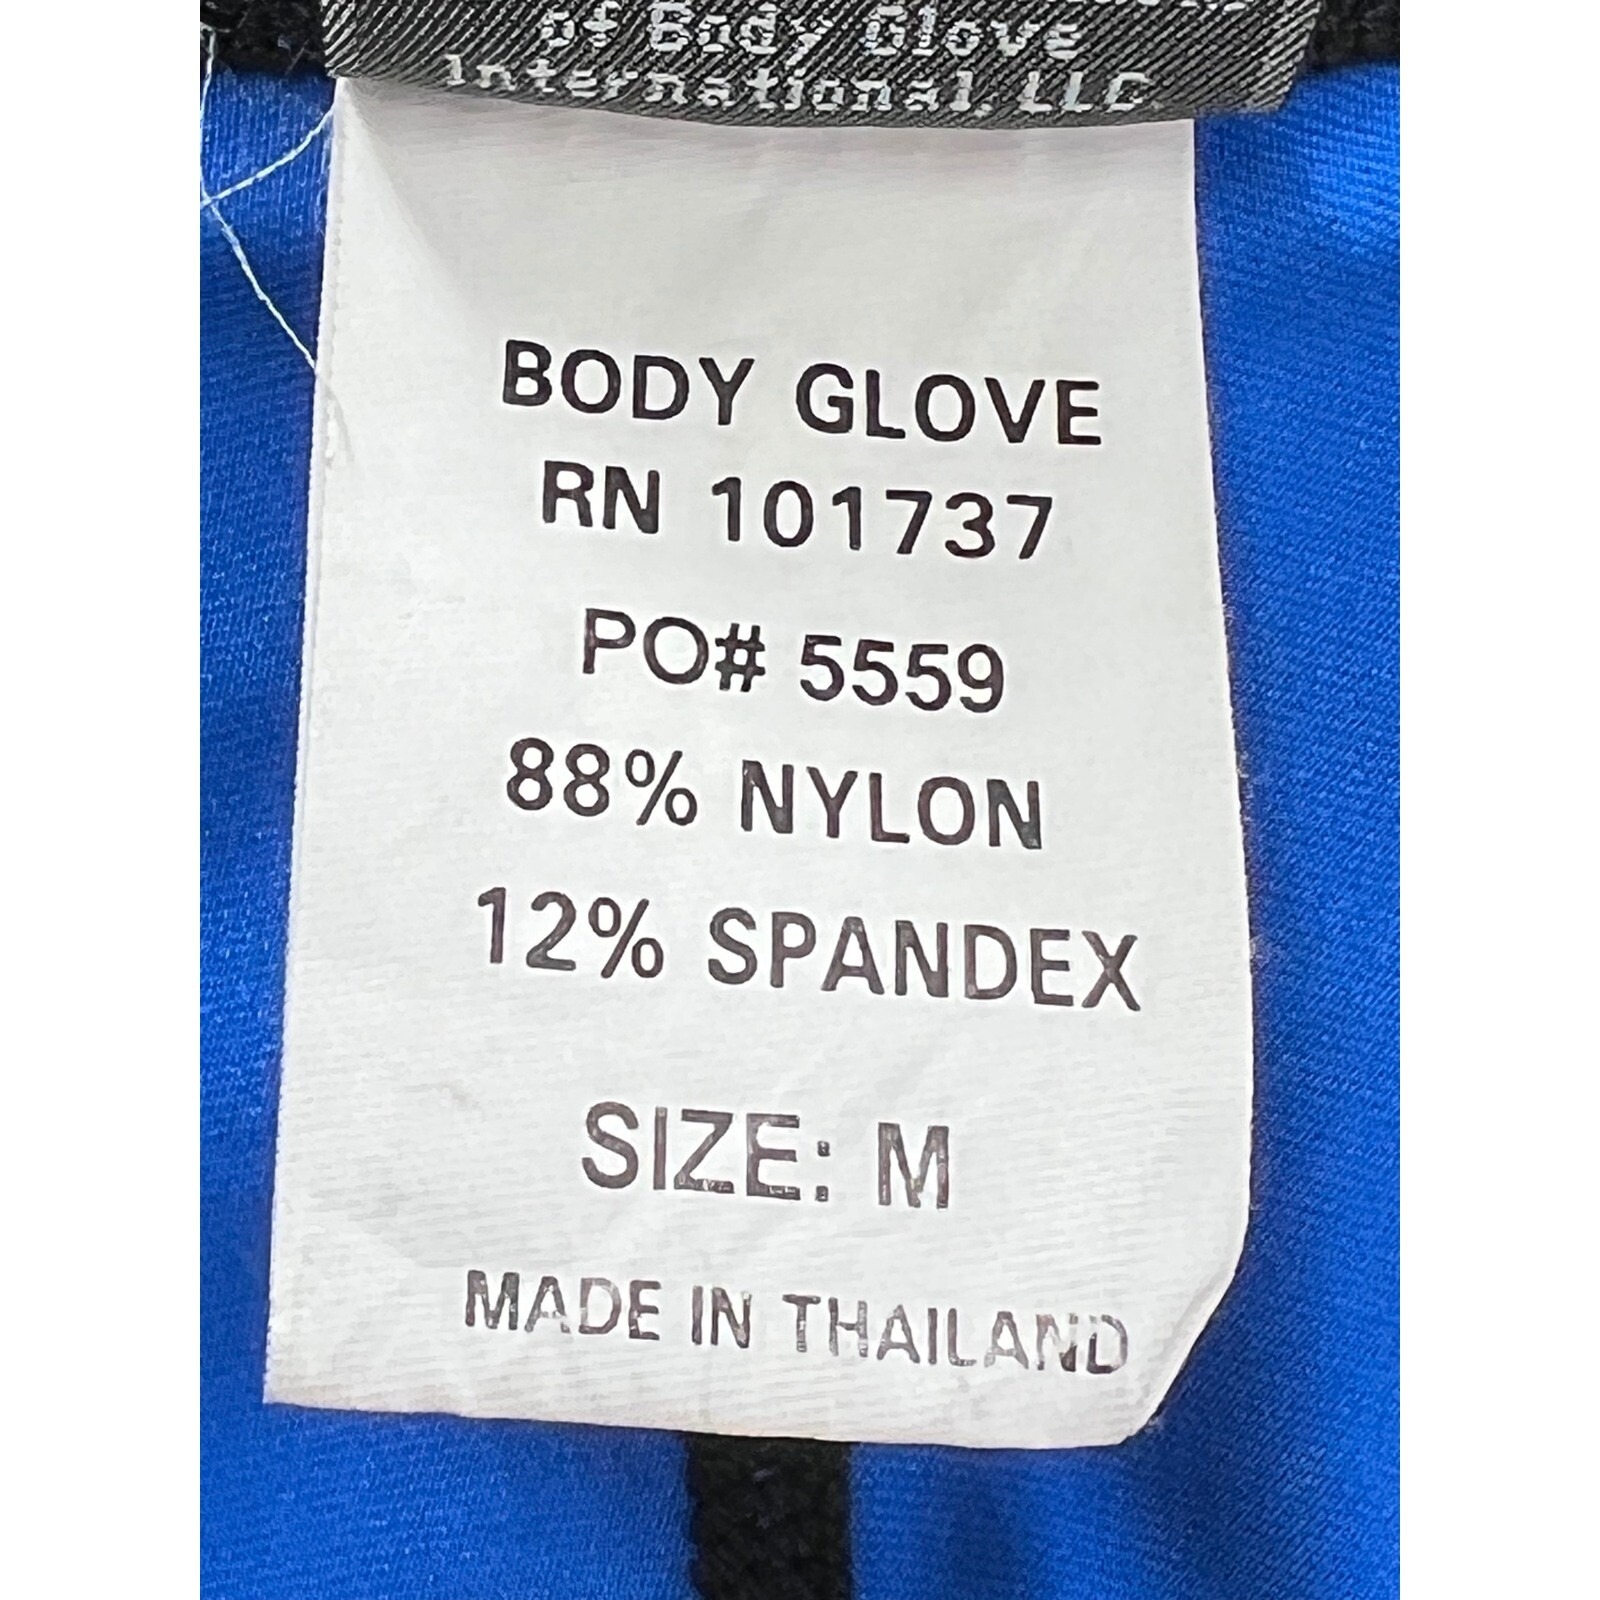 of Body Glove
International, LLC
BODY GLOVE
RN 101737
PO# 5559
88% NYLON
12% SPANDEX
SIZE: M
MADE IN THAILAND